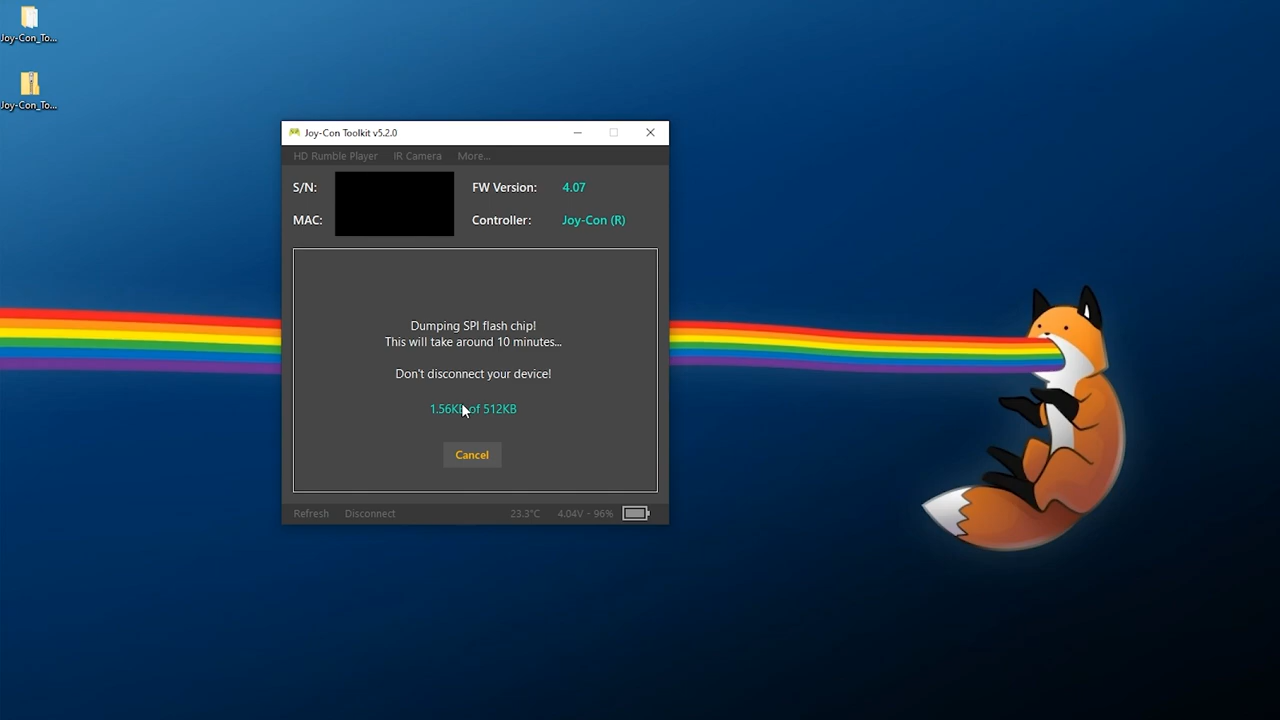 Joy-Con_To...
Joy-Con_To...
Joy-Con Toolkit v5.2.0
HD Rumble Player IR Camera More...
S/N: FW Version: 4.07
MAC: Controller: Joy-Con (R)
Dumping SPI flash chip!
This will take around 10 minutes...
Don't disconnect your device!
1.56KB of 512KB
Cancel
Refresh Disconnect 23.3°C 4.04V - 96%